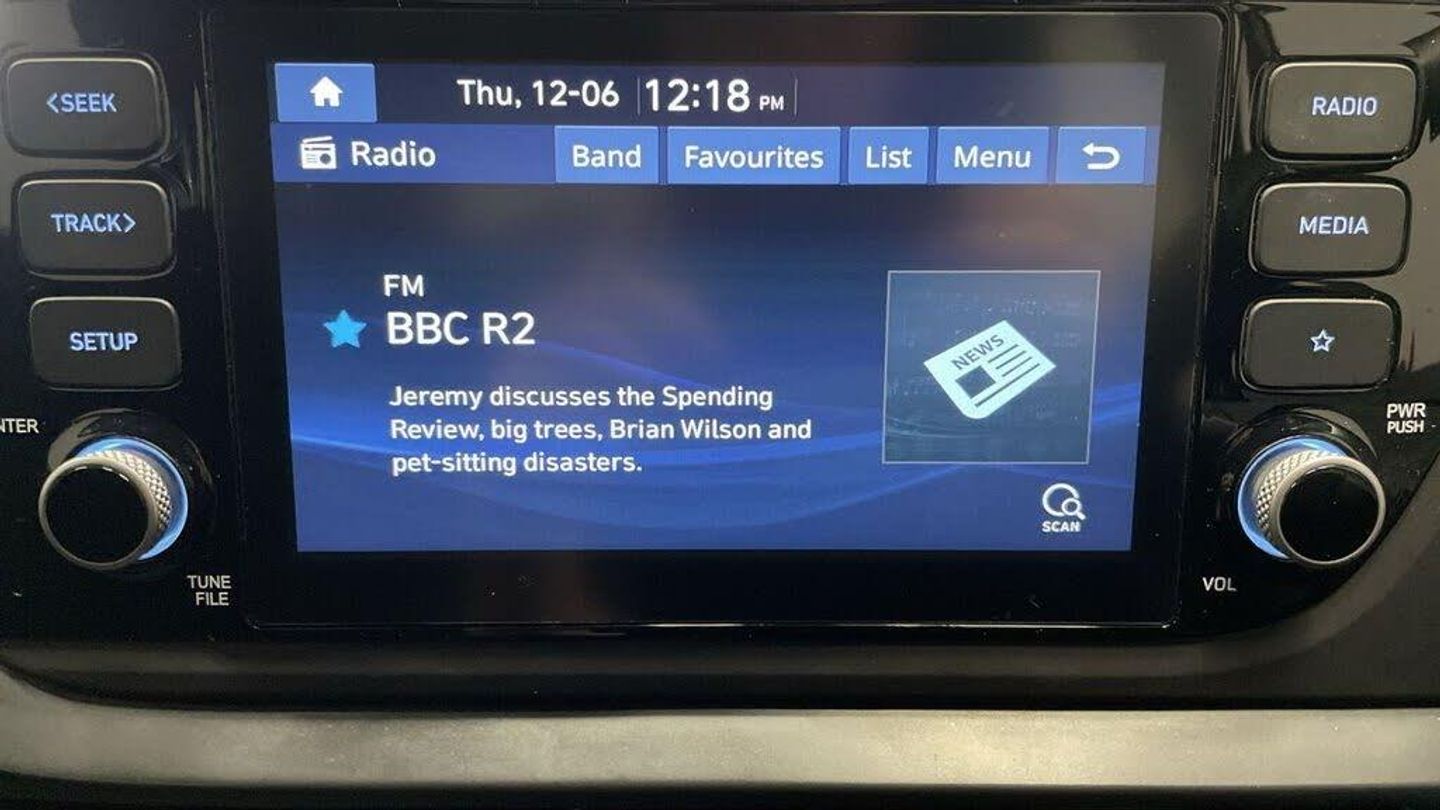 <SEEK
Thu, 12-06 12:18 PM
RADIO
Radio
Band
Favourites
List
Menu
TRACK>
MEDIA
FM
BBC R2
NEWS
SETUP
Jeremy discusses the Spending
Review, big trees, Brian Wilson and
pet-sitting disasters.
NTER
PWR
PUSH
SCAN
TUNE
FILE
VOL